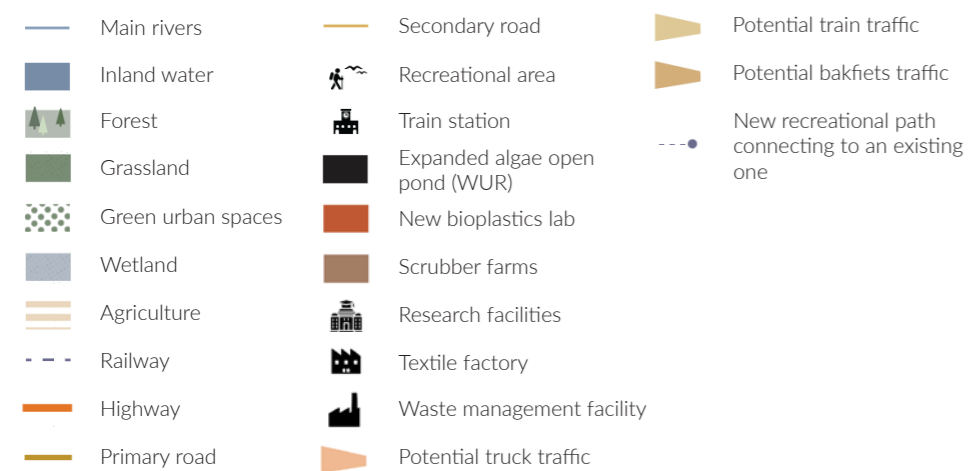 Main rivers
Inland water
Forest
Grassland
Green urban spaces
Wetland
Agriculture
Railway
Highway
Primary road
Secondary road
Recreational area
Train station
Expanded algae open
pond (WUR)
New bioplastics lab
Scrubber farms
Research facilities
Textile factory
Waste management facility
Potential truck traffic
Potential train traffic
Potential bakfiets traffic
New recreational path
connecting to an existing
one